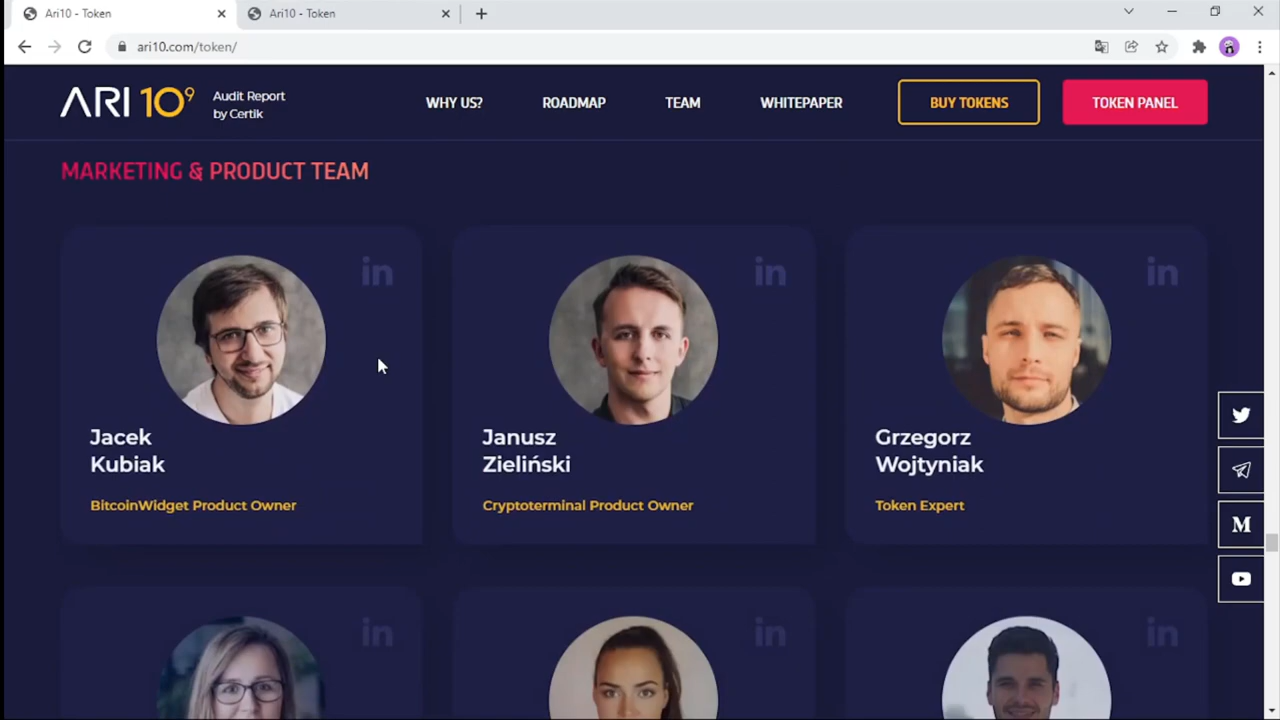 Ari10 - Token
Ari10 - Token
ari10.com/token/
ARI 10⁹
Audit Report
by Certik
WHY US?
ROADMAP
TEAM
WHITEPAPER
BUY TOKENS
TOKEN PANEL
MARKETING & PRODUCT TEAM
in
Jacek
Kubiak
BitcoinWidget Product Owner
in
Janusz
Zieliński
Cryptoterminal Product Owner
in
Grzegorz
Wojtyniak
Token Expert
M
in
in
in